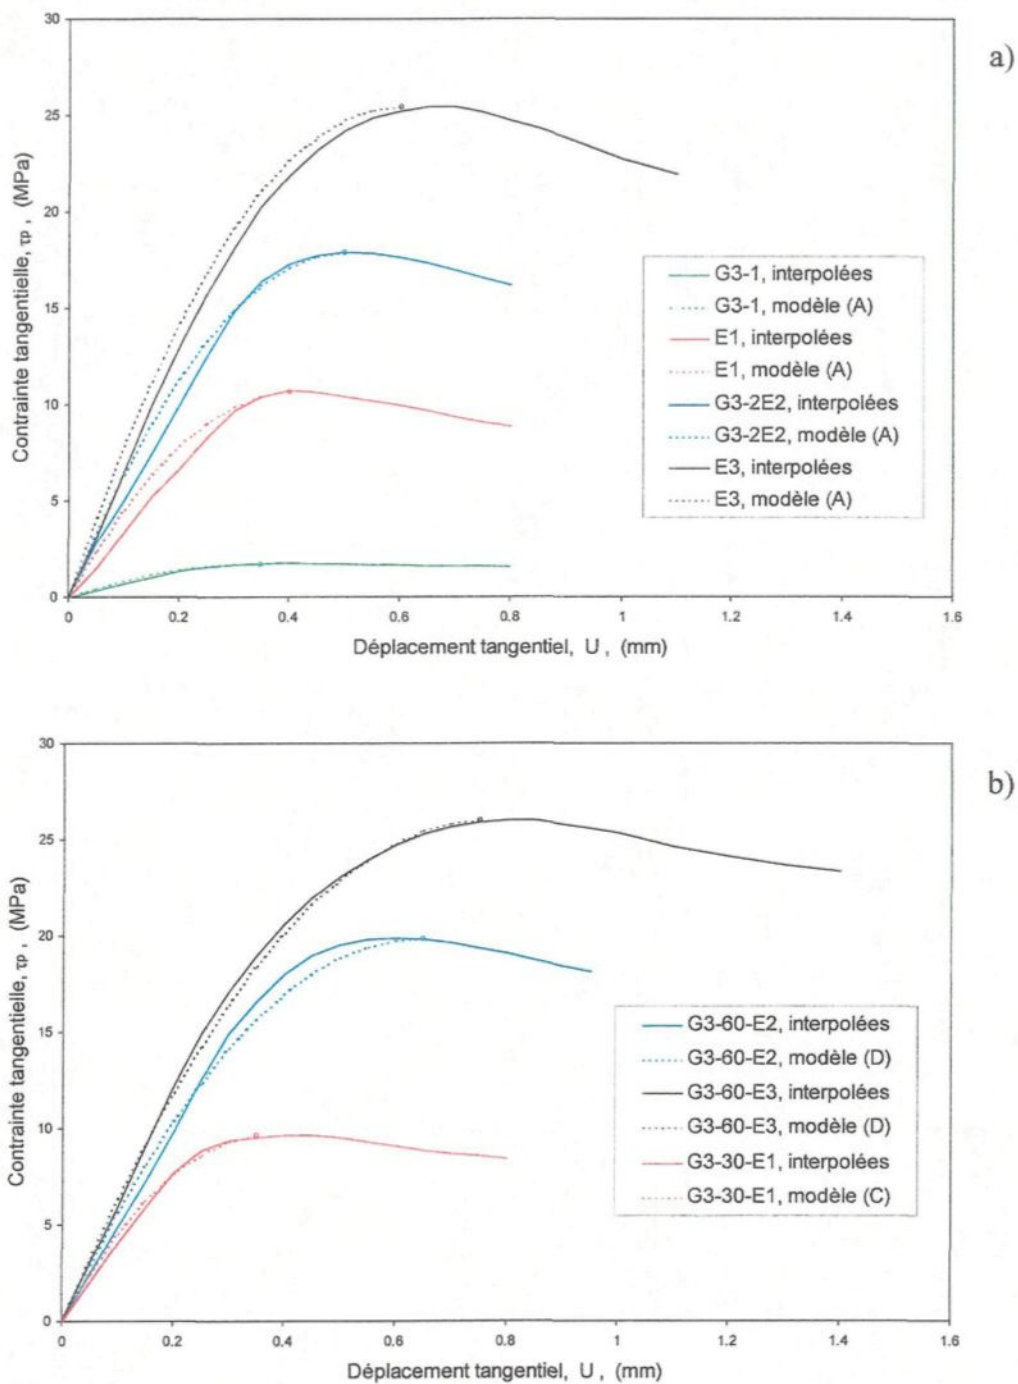 a)
30
25
20
15
10
5
0
Contrainte tangentielle, τp , (MPa)
G3-1, interpolées
G3-1, modèle (A)
E1, interpolées
E1, modèle (A)
G3-2E2, interpolées
G3-2E2, modèle (A)
E3, interpolées
E3, modèle (A)
0 0.2 0.4 0.6 0.8 1 1.2 1.4 1.6
Déplacement tangentiel, U , (mm)
b)
30
25
20
15
10
5
0
Contrainte tangentielle, τp , (MPa)
G3-60-E2, interpolées
G3-60-E2, modèle (D)
G3-60-E3, interpolées
G3-60-E3, modèle (D)
G3-30-E1, interpolées
G3-30-E1, modèle (C)
0 0.2 0.4 0.6 0.8 1 1.2 1.4 1.6
Déplacement tangentiel, U , (mm)